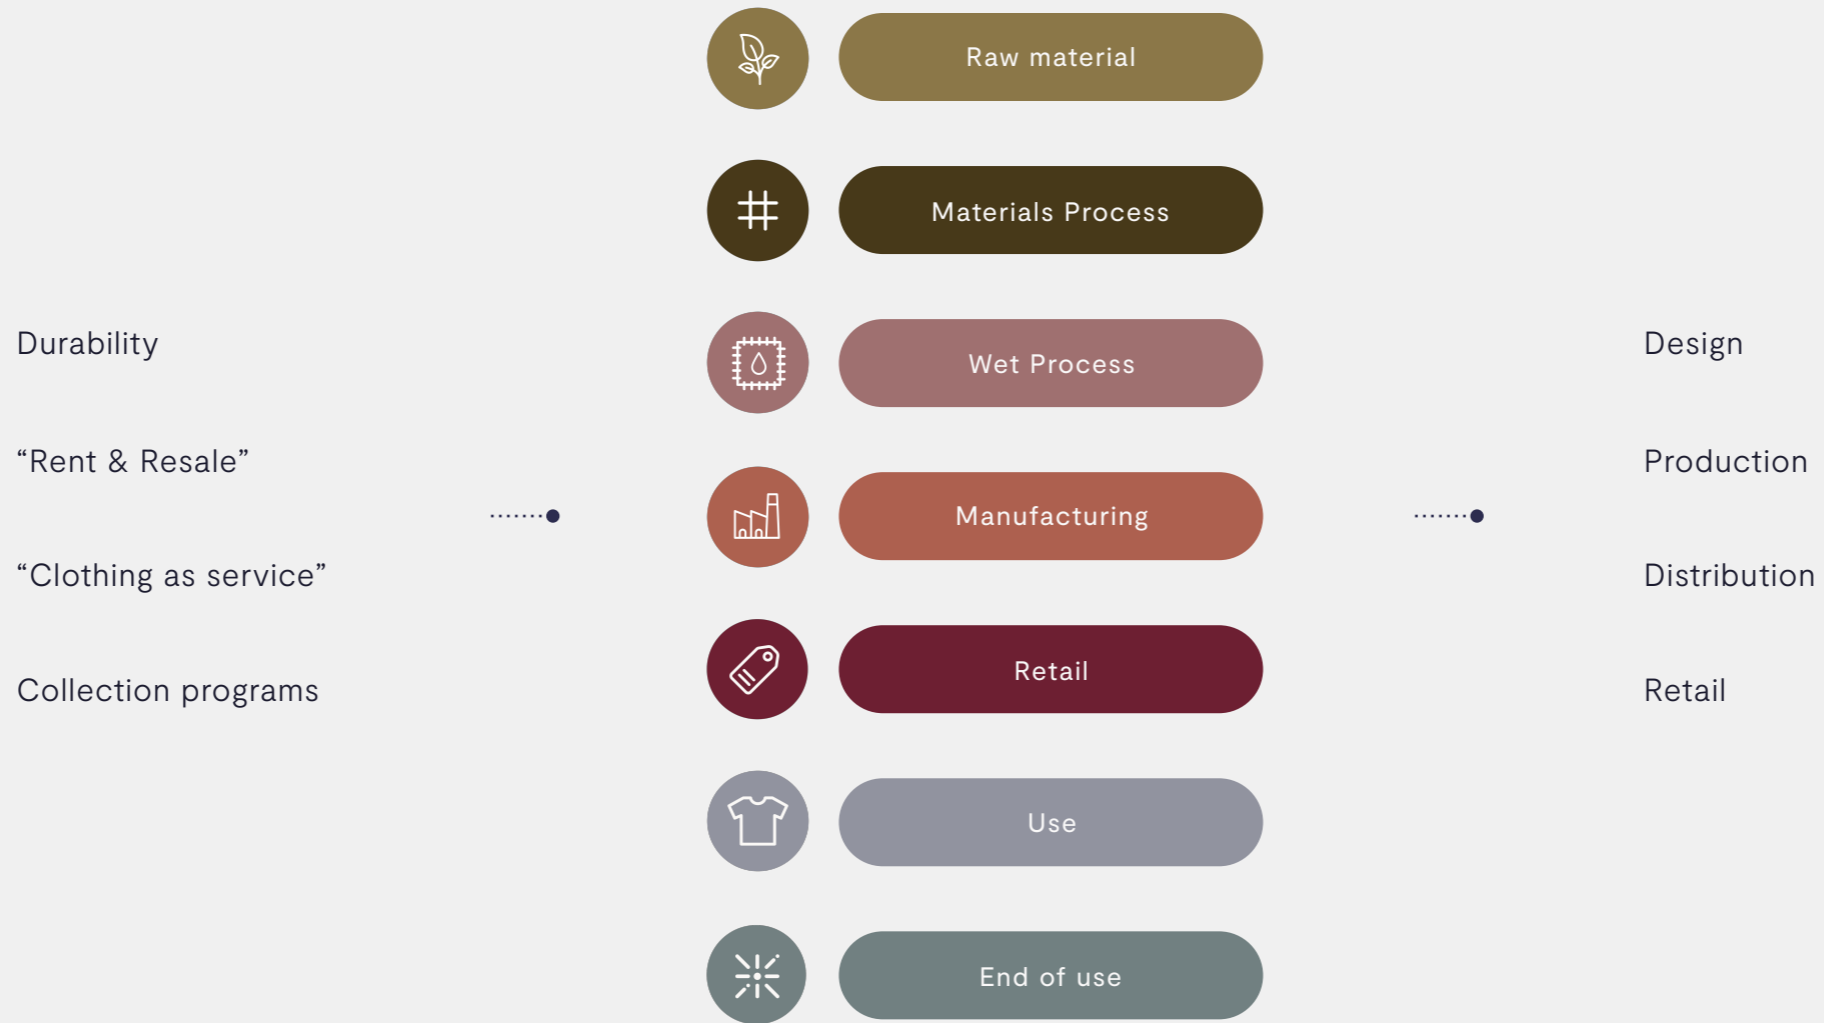 Durability
“Rent & Resale”
“Clothing as service”
Collection programs
Raw material
Materials Process
Wet Process
Manufacturing
Retail
Use
End of use
Design
Production
Distribution
Retail